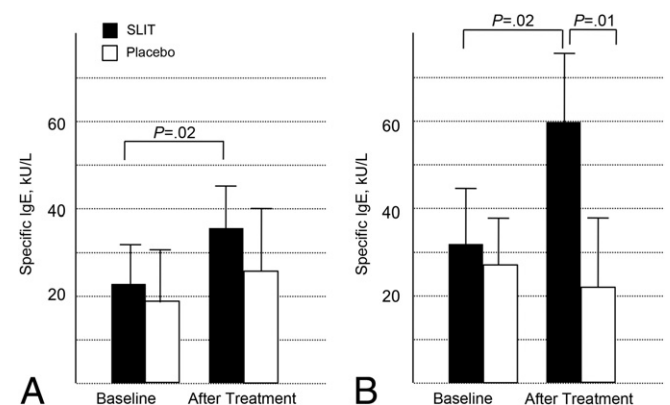 SLIT
Placebo
P=.02
60
40
20
Specific IgE, kU/L
A
Baseline
After Treatment
P=.02
P=.01
60
40
20
Specific IgE, kU/L
B
Baseline
After Treatment